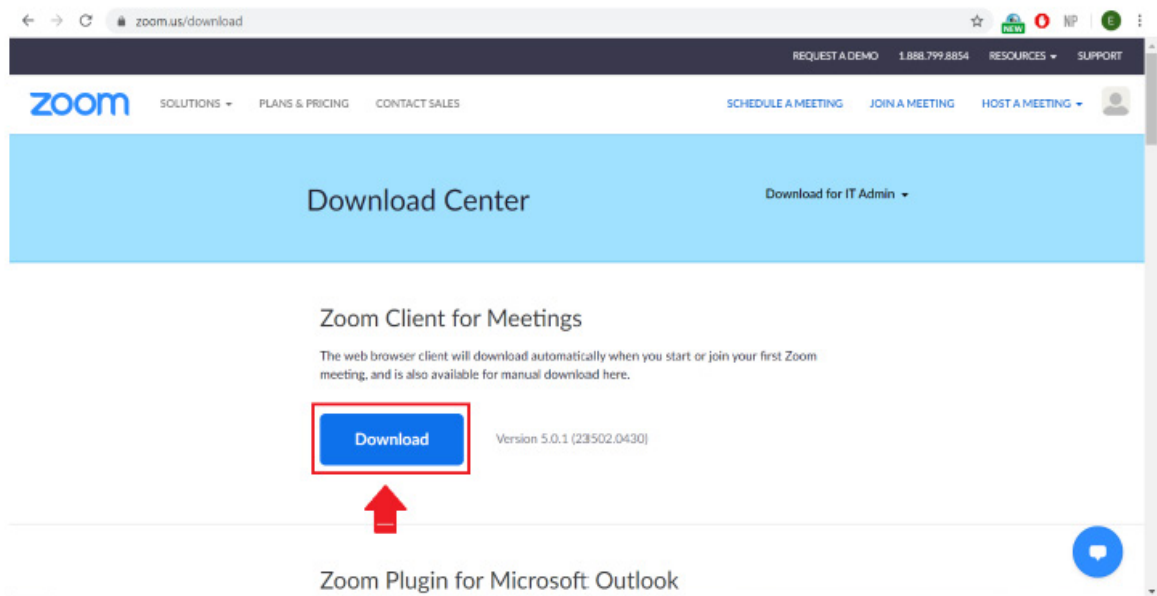 zoom.us/download
NEW
NP
E
REQUEST A DEMO 1.888.799.8854 RESOURCES SUPPORT
zoom SOLUTIONS PLANS & PRICING CONTACT SALES SCHEDULE A MEETING JOIN A MEETING HOST A MEETING
Download Center
Download for IT Admin
Zoom Client for Meetings
The web browser client will download automatically when you start or join your first Zoom
meeting, and is also available for manual download here.
Download
Version 5.0.1 (23502.0430)
Zoom Plugin for Microsoft Outlook